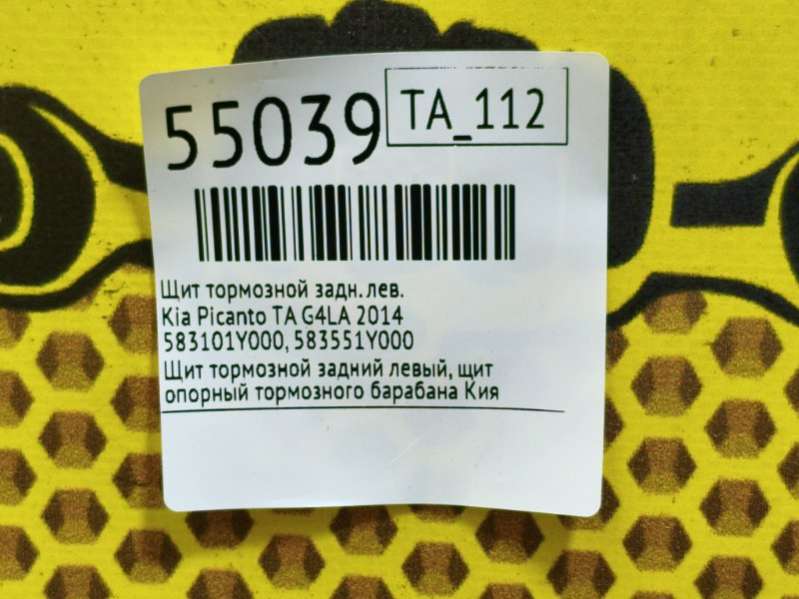 55039
TA_112
Щит тормозной задн.лев.
Kia Picanto TA G4LA 2014
583101Y000, 583551Y000
Щит тормозной задний левый, щит
опорный тормозного барабана Кия